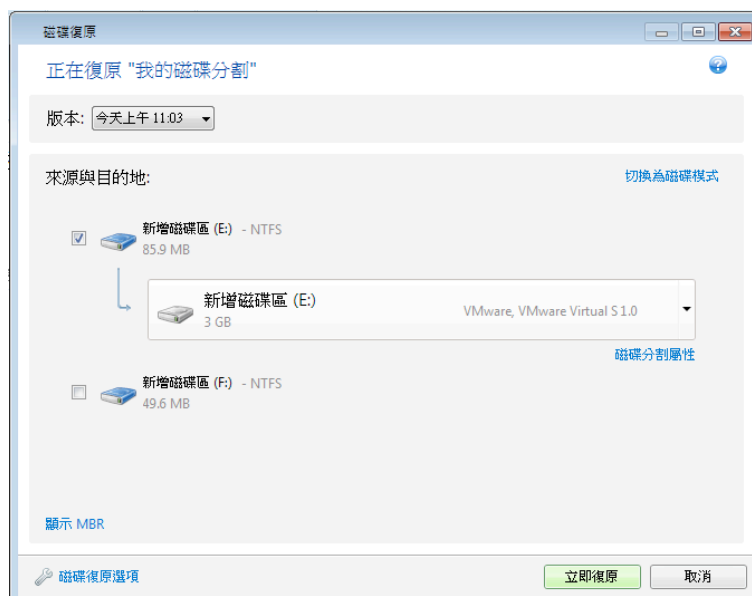 磁碟復原
正在復原 "我的磁碟分割"
版本: 今天上午 11:03
來源與目的地:
切換為磁碟模式
新增磁碟區 (E:) - NTFS
85.9 MB
新增磁碟區 (E:)
3 GB
VMware, VMware Virtual S 1.0
磁碟分割屬性
新增磁碟區 (F:) - NTFS
49.6 MB
顯示 MBR
磁碟復原選項
立即復原
取消